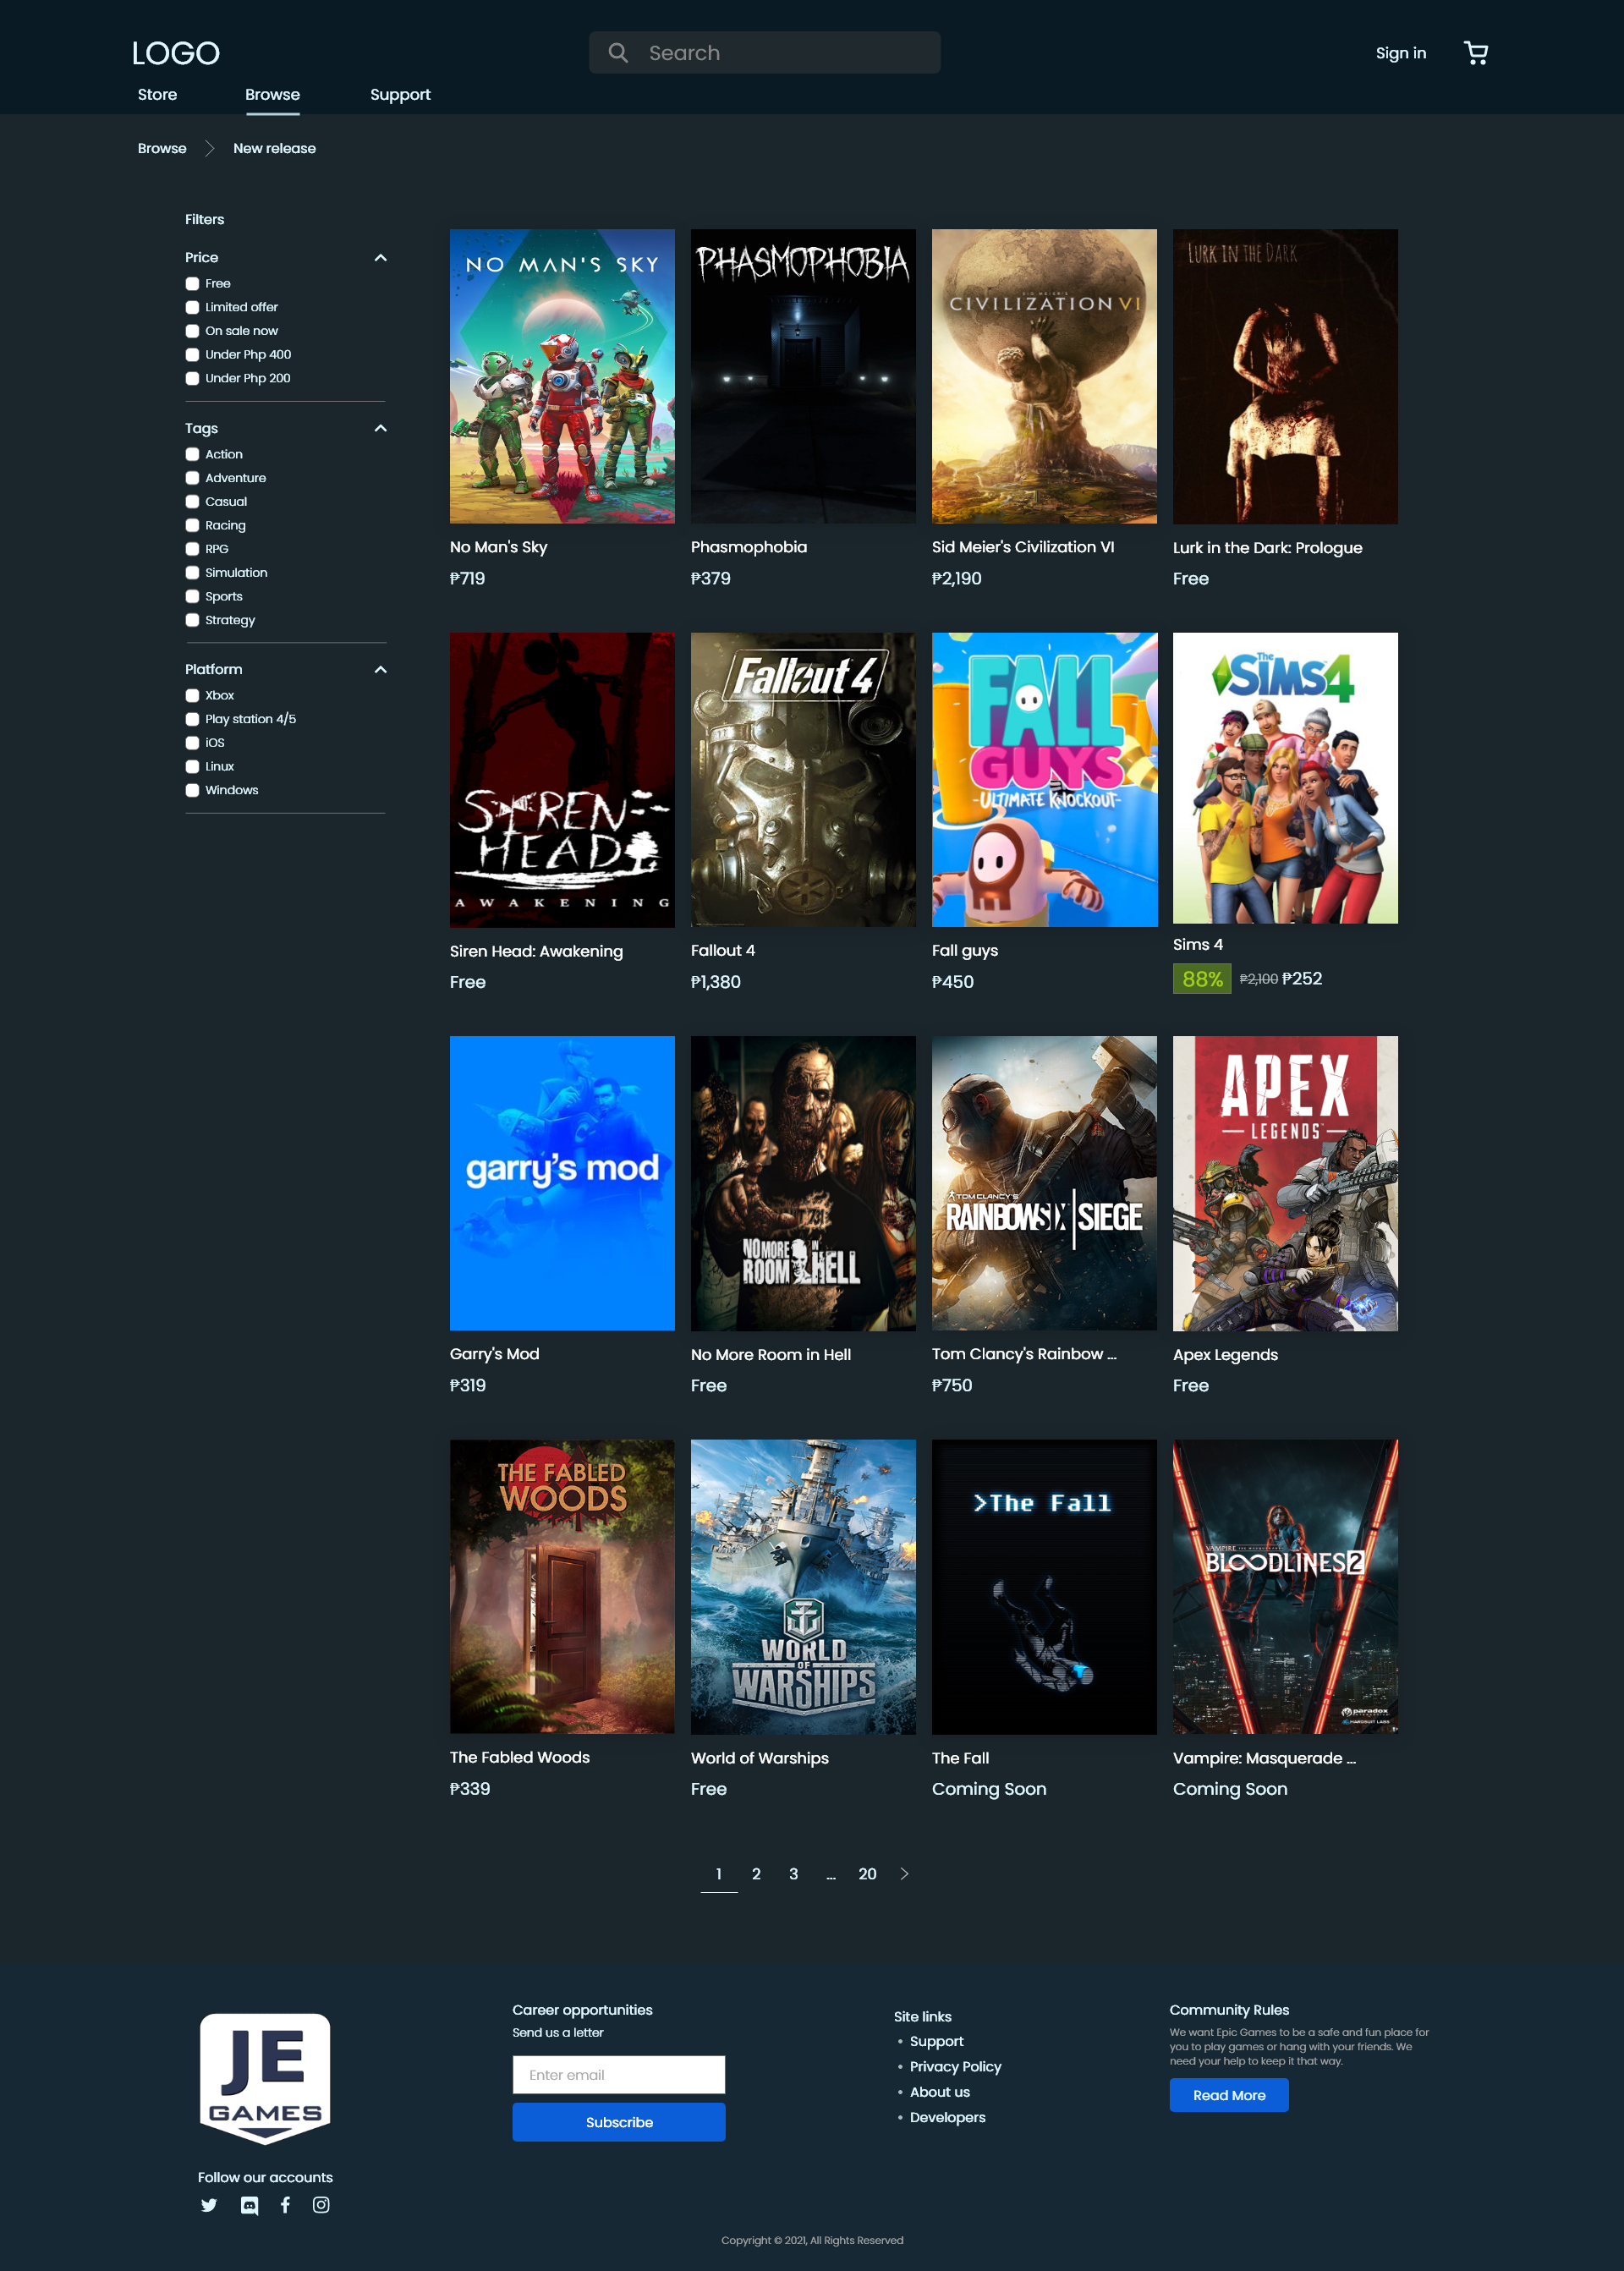 LOGO
Search
Sign in
Store
Browse
Support
Browse
New release
Filters
Price
Free
Limited offer
On sale now
Under Php 400
Under Php 200
Tags
Action
Adventure
Casual
Racing
RPG
Simulation
Sports
Strategy
Platform
Xbox
Play station 4/5
iOS
Linux
Windows
NO MAN'S SKY
No Man's Sky
₱719
PHASMOPHOBIA
Phasmophobia
₱379
SID MEIER'S
CIVILIZATION VI
Sid Meier's Civilization VI
₱2,190
LURK IN THE DARK
Lurk in the Dark: Prologue
Free
SIREN
HEAD
AWAKENING
Siren Head: Awakening
Free
Fallout 4
Fallout 4
₱1,380
FALL
GUYS
-ULTIMATE KNOCKOUT-
Fall guys
₱450
The
SIMS4
Sims 4
88%
₱2,100 ₱252
garry's mod
Garry's Mod
₱319
NO MORE
ROOM IN HELL
No More Room in Hell
Free
TOM CLANCY'S
RAINBOWSIX SIEGE
Tom Clancy's Rainbow ...
₱750
APEX
LEGENDS
Apex Legends
Free
THE FABLED
WOODS
The Fabled Woods
₱339
WORLD
OF
WARSHIPS
World of Warships
Free
>The Fall
The Fall
Coming Soon
VAMPIRE THE MASQUERADE
BLOODLINES 2
paradox
HARDSUIT LABS
Vampire: Masquerade ...
Coming Soon
1
2
3
...
20
JE
GAMES
Follow our accounts
Career opportunities
Send us a letter
Enter email
Subscribe
Site links
• Support
• Privacy Policy
• About us
• Developers
Community Rules
We want Epic Games to be a safe and fun place for
you to play games or hang with your friends. We
need your help to keep it that way.
Read More
Copyright © 2021, All Rights Reserved